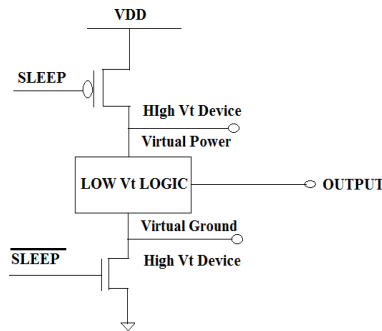 VDD
SLEEP
HIgh Vt Device
Virtual Power
LOW Vt LOGIC
OUTPUT
Virtual Ground
SLEEP
High Vt Device